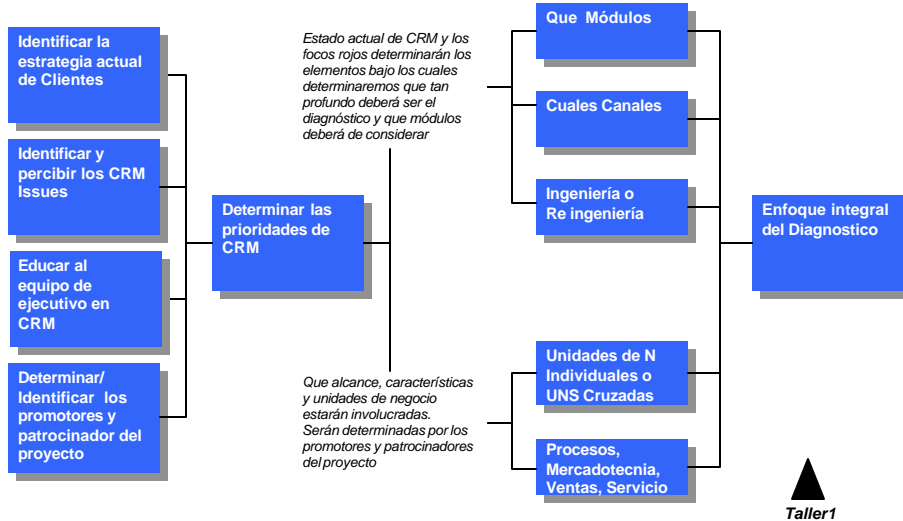 Identificar la
estrategia actual
de Clientes
Identificar y
percibir los CRM
Issues
Educar al
equipo de
ejecutivo en
CRM
Determinar/
Identificar los
promotores y
patrocinador del
proyecto
Determinar las
prioridades de
CRM
Estado actual de CRM y los
focos rojos determinarán los
elementos bajo los cuales
determinaremos que tan
profundo deberá ser el
diagnóstico y que módulos
deberá de considerar
Que alcance, características
y unidades de negocio
estarán involucradas.
Serán determinadas por los
promotores y patrocinadores
del proyecto
Que Módulos
Cuales Canales
Ingeniería o
Re ingeniería
Unidades de N
Individuales o
UNS Cruzadas
Procesos,
Mercadotecnia,
Ventas, Servicio
Enfoque integral
del Diagnostico
Taller1